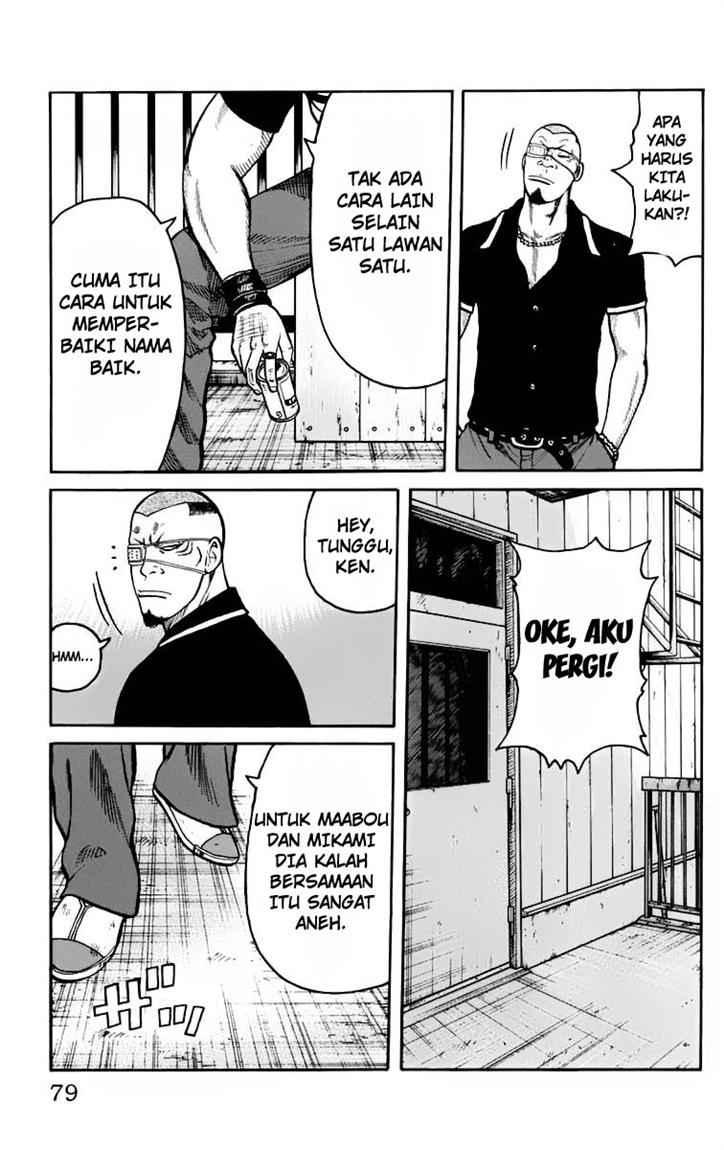 APA
YANG
HARUS
KITA
LAKU-
KAN?!
TAK ADA
CARA LAIN
SELAIN
SATU LAWAN
SATU.
CUMA ITU
CARA UNTUK
MEMPER-
BAIKI NAMA
BAIK.
OKE, AKU
PERGI!
HEY,
TUNGGU,
KEN.
HMM...
UNTUK MAABOU
DAN MIKAMI
DIA KALAH
BERSAMAAN
ITU SANGAT
ANEH.
ザッ
79